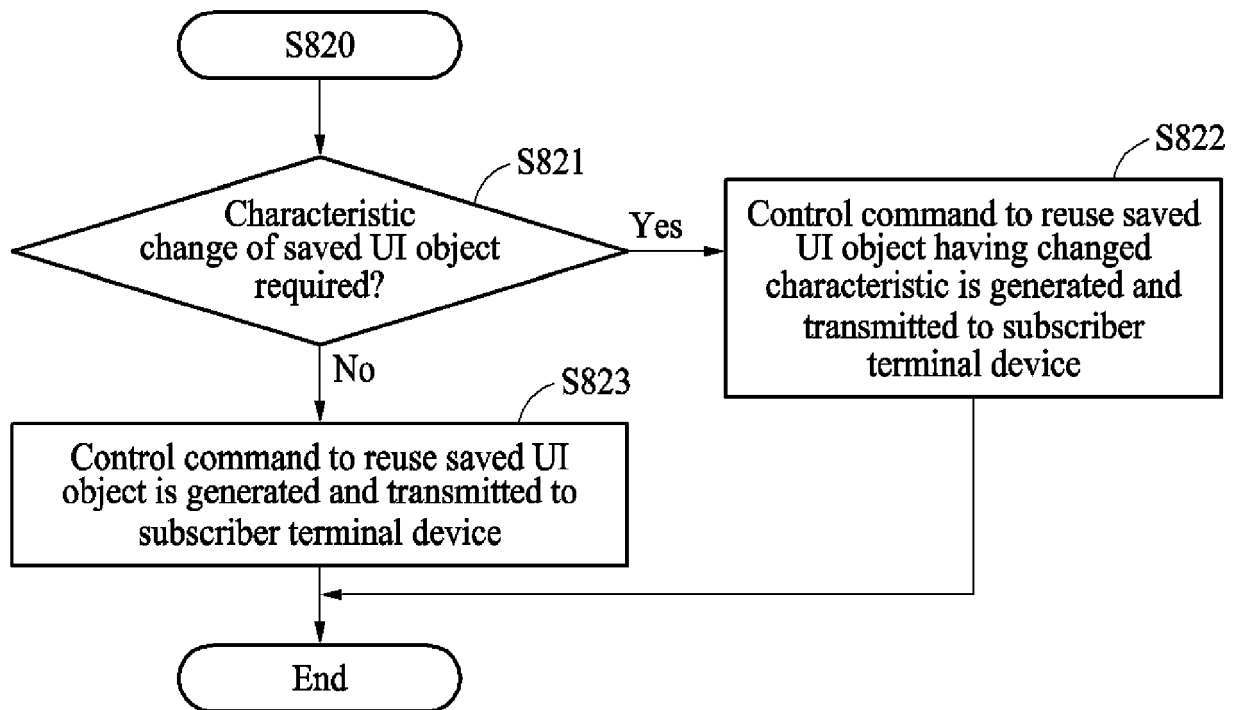 S820
S821
Characteristic
change of saved UI object
required?
Yes
S822
Control command to reuse saved
UI object having changed
characteristic is generated and
transmitted to subscriber
terminal device
No
S823
Control command to reuse saved UI
object is generated and transmitted to
subscriber terminal device
End